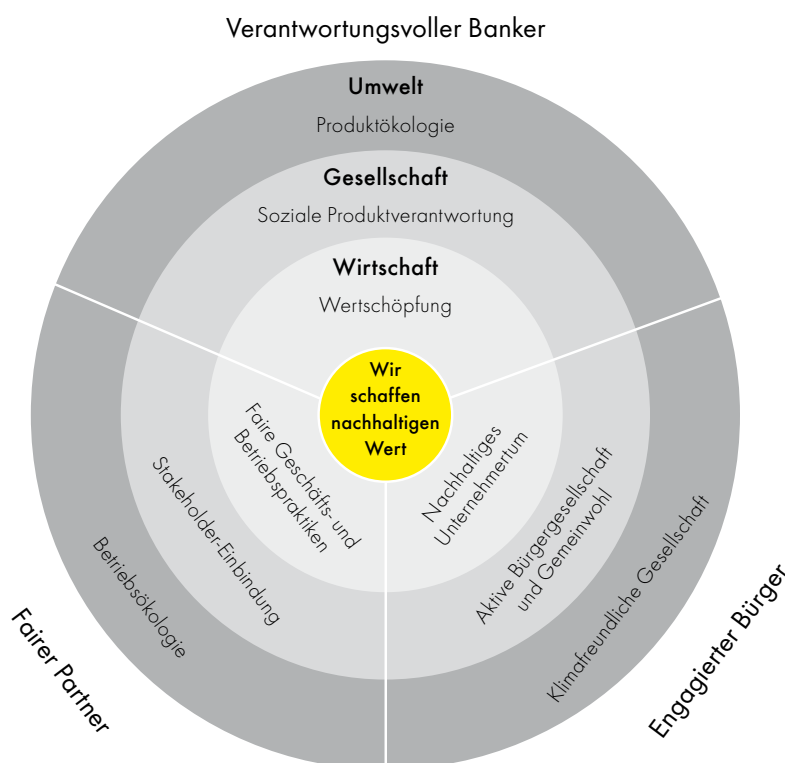 Verantwortungsvoller Banker
Umwelt
Produktökologie
Gesellschaft
Soziale Produktverantwortung
Wirtschaft
Wertschöpfung
Wir
schaffen
nachhaltigen
Wert
Faire Geschäfts- und
Betriebspraktiken
Stakeholder-Einbindung
Betriebsökologie
Fairer Partner
Nachhaltiges
Unternehmertum
Aktive Bürgergesellschaft
und Gemeinwohl
Klimafreundliche Gesellschaft
Engagierter Bürger